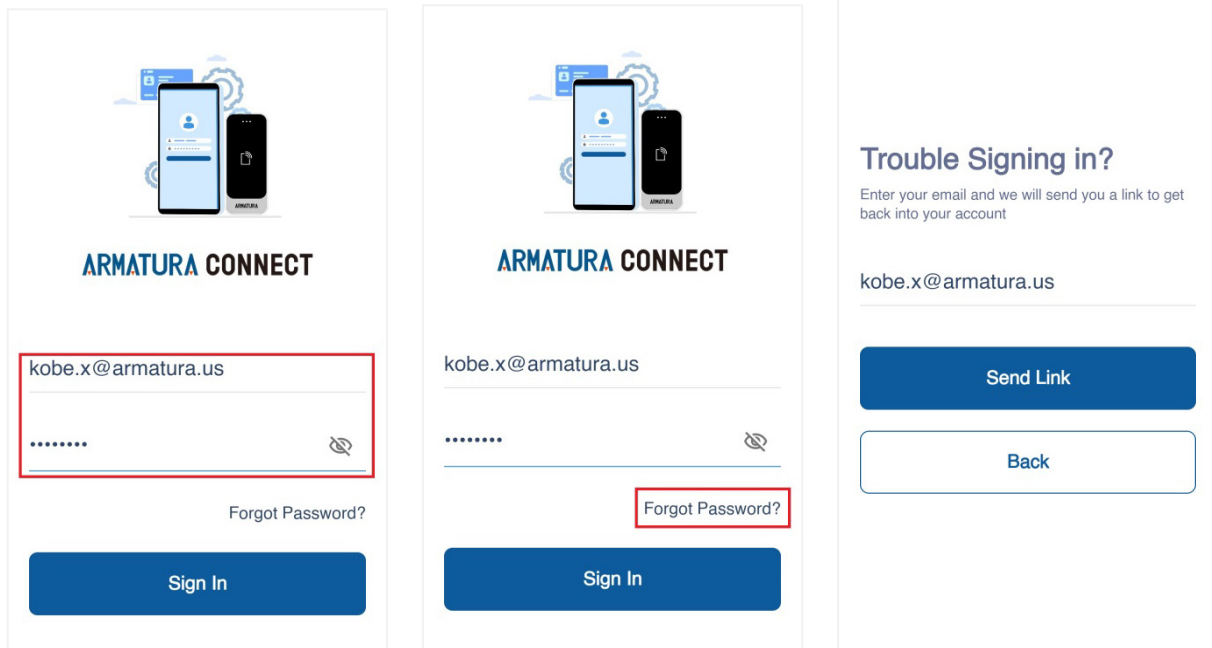 ARMATURA
ARMATURA CONNECT
kobe.x@armatura.us
••••••••
Forgot Password?
Sign In
ARMATURA
ARMATURA CONNECT
kobe.x@armatura.us
••••••••
Forgot Password?
Sign In
Trouble Signing in?
Enter your email and we will send you a link to get
back into your account
kobe.x@armatura.us
Send Link
Back